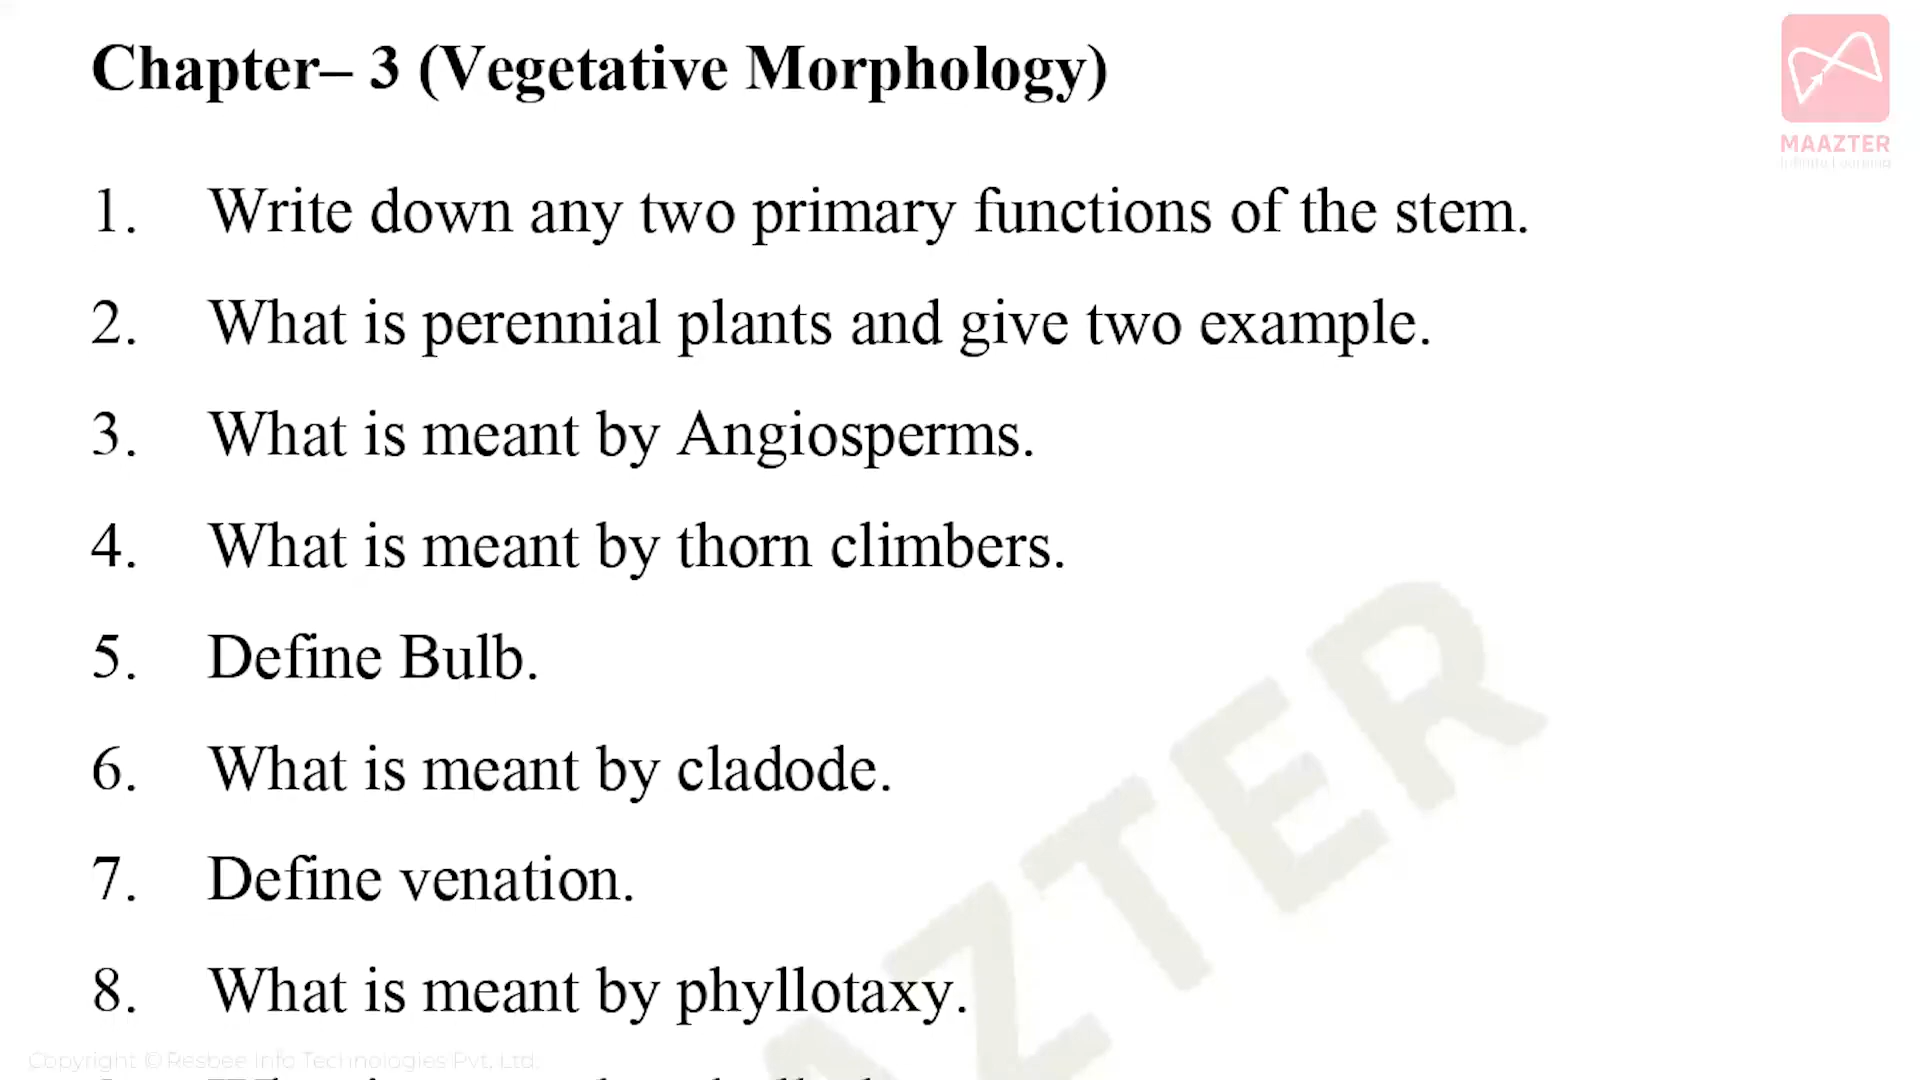 Chapter– 3 (Vegetative Morphology)
MAAZTER
Infinite Learning
1. Write down any two primary functions of the stem.
2. What is perennial plants and give two example.
3. What is meant by Angiosperms.
4. What is meant by thorn climbers.
5. Define Bulb.
6. What is meant by cladode.
7. Define venation.
8. What is meant by phyllotaxy.
AZTER
Copyright © Resbee Info Technologies Pvt. Ltd.